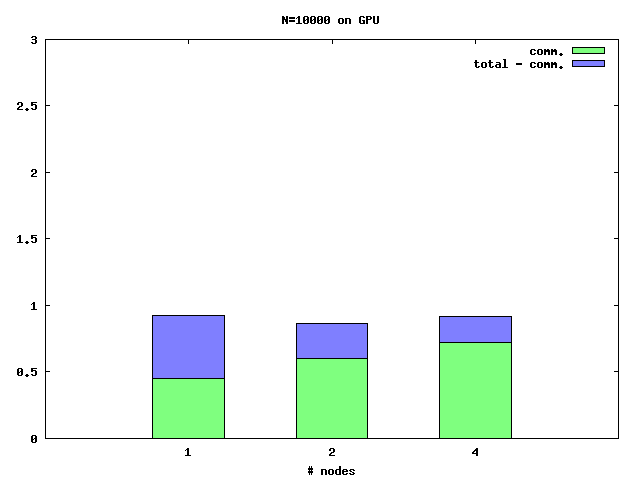 N=10000 on GPU
comm.
total - comm.
3
2.5
2
1.5
1
0.5
0
1 2 4
# nodes